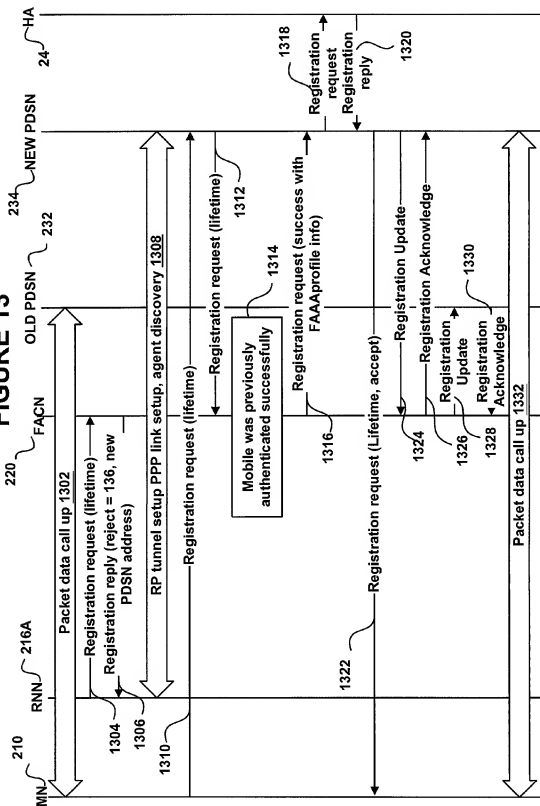 FIGURE 13
MN
210
RNN
216A
FACN
220
OLD PDSN
232
NEW PDSN
234
HA
24
Packet data call up 1302
Registration request (lifetime)
1304
Registration reply (reject = 136, new
PDSN address)
1306
RP tunnel setup PPP link setup, agent discovery 1308
Registration request (lifetime)
1310
Registration request (lifetime)
1312
Mobile was previously
authenticated successfully
1314
Registration request (success with
FAAAprofile info)
1316
Registration
request
1318
Registration
reply
1320
Registration request (Lifetime, accept)
1322
Registration Update
1324
Registration Acknowledge
1326
Registration
Update
1328
Registration
Acknowledge
1330
Packet data call up 1332